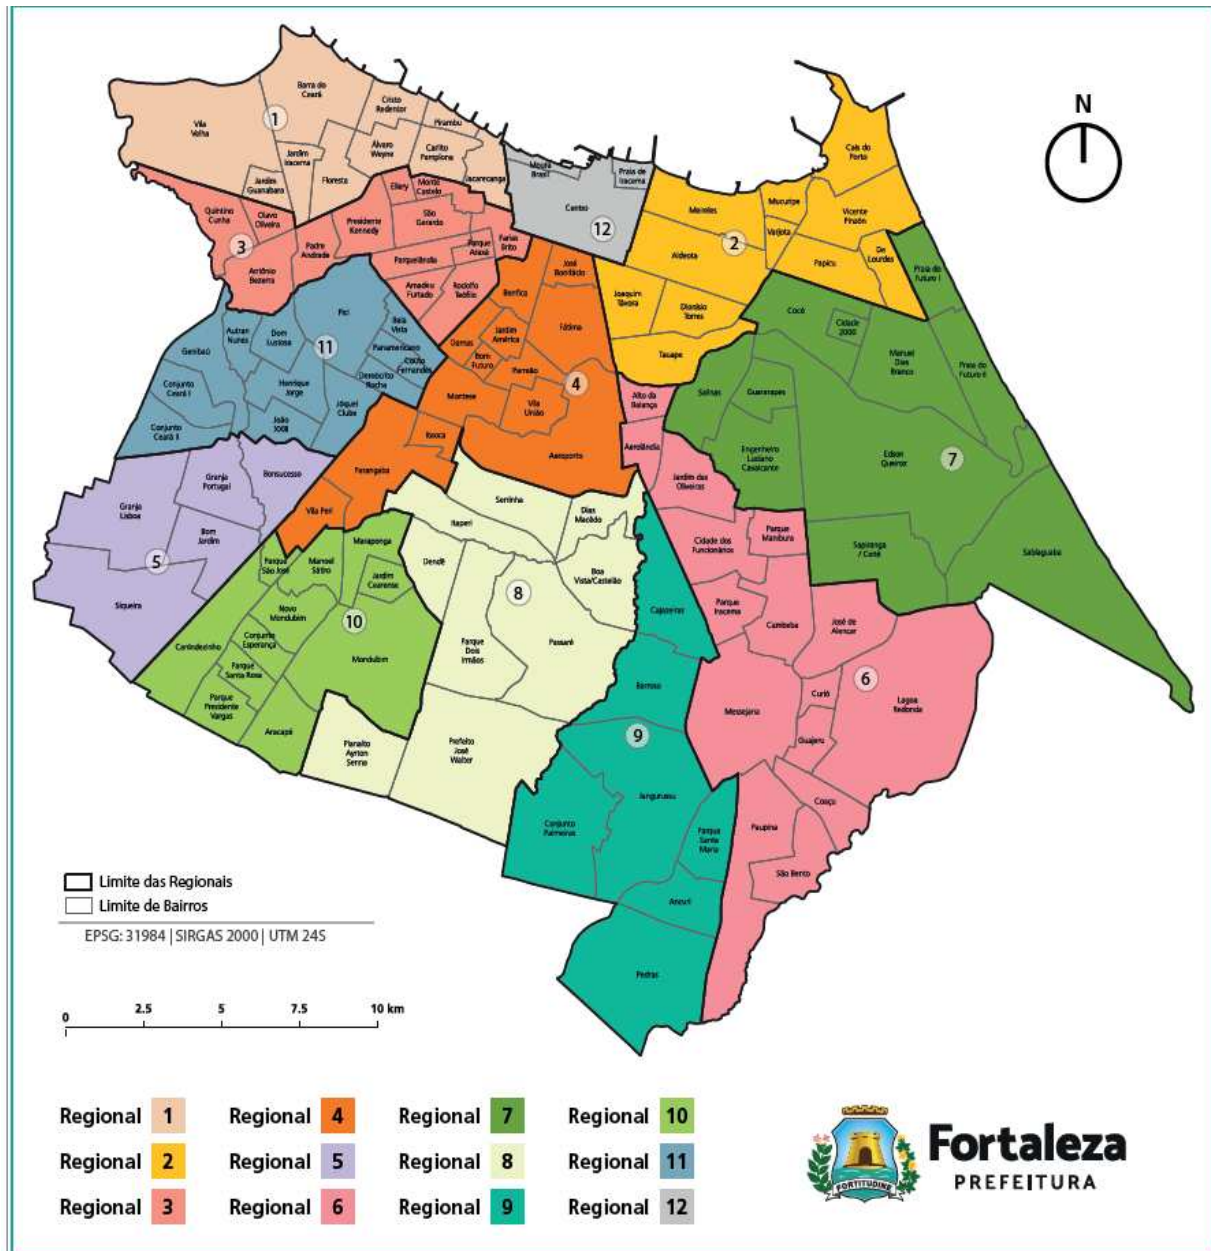 N
Barra do
Ceará
Vila
Velha
1
Cristo
Redentor
Pirambu
Jardim
Iracema
Álvaro
Weyne
Carlito
Pamplona
Jardim
Guanabara
Floresta
Jacarecanga
Moura
Brasil
Praia de
Iracema
Centro
12
Cais do
Porto
Meireles
Mucuripe
Vicente
Pinzón
Varjota
2
Aldeota
Papicu
De
Lourdes
Joaquim
Távora
Dionísio
Torres
Tauape
Quintino
Cunha
Olavo
Oliveira
3
Antônio
Bezerra
Padre
Andrade
Presidente
Kennedy
Ellery
Monte
Castelo
São
Gerardo
Parquelândia
Parque
Araxá
Farias
Brito
Amadeu
Furtado
Rodolfo
Teófilo
José
Bonifácio
Benfica
Fátima
Jardim
América
Damas
Bom
Futuro
Parreão
4
Vila
União
Montese
Aeroporto
Itaoca
Parangaba
Vila Peri
Pici
Bela
Vista
Panamericano
Couto
Fernandes
Demócrito
Rocha
Autran
Nunes
Dom
Lustosa
11
Genibaú
Henrique
Jorge
Jóquei
Clube
João
XXIII
Conjunto
Ceará I
Conjunto
Ceará II
Praia do
Futuro I
Cocó
Cidade
2000
Manuel
Dias
Branco
Praia do
Futuro II
Salinas
Guararapes
Engenheiro
Luciano
Cavalcante
Edson
Queiroz
7
Sapiranga
/ Coité
Sabiaguaba
Alto da
Balança
Aerolândia
Jardim das
Oliveiras
Cidade dos
Funcionários
Parque
Manibura
Parque
Iracema
Cambeba
José de
Alencar
Curió
6
Lagoa
Redonda
Messejana
Guajeru
Coaçu
Paupina
São Bento
Granja
Portugal
Bonsucesso
Granja
Lisboa
Bom
Jardim
5
Siqueira
Serrinha
Itaperi
Dias
Macêdo
Dendê
Boa
Vista/Castelão
8
Parque
Dois
Irmãos
Passaré
Prefeito
José
Walter
Planalto
Ayrton
Senna
Maraponga
Parque
São José
Manoel
Sátiro
Jardim
Cearense
Novo
Mondubim
10
Canindezinho
Conjunto
Esperança
Mondubim
Parque
Santa Rosa
Parque
Presidente
Vargas
Aracapé
Cajazeiras
Barroso
9
Jangurussu
Conjunto
Palmeiras
Parque
Santa
Maria
Ancuri
Pedras
Limite das Regionais
Limite de Bairros
EPSG: 31984 | SIRGAS 2000 | UTM 24S
0 2.5 5 7.5 10 km
Regional 1 Regional 4 Regional 7 Regional 10
Regional 2 Regional 5 Regional 8 Regional 11
Regional 3 Regional 6 Regional 9 Regional 12
FORTITUDINE
Fortaleza
PREFEITURA